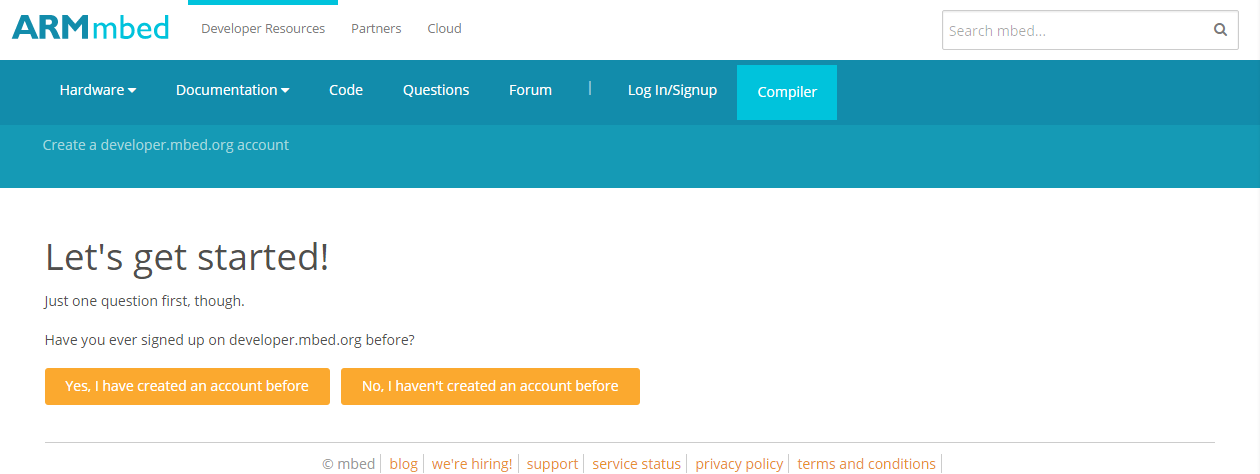 ARMmbed Developer Resources Partners Cloud Search mbed...
Hardware Documentation Code Questions Forum | Log In/Signup Compiler
Create a developer.mbed.org account
Let's get started!
Just one question first, though.
Have you ever signed up on developer.mbed.org before?
Yes, I have created an account before No, I haven't created an account before
© mbed blog we're hiring! support service status privacy policy terms and conditions